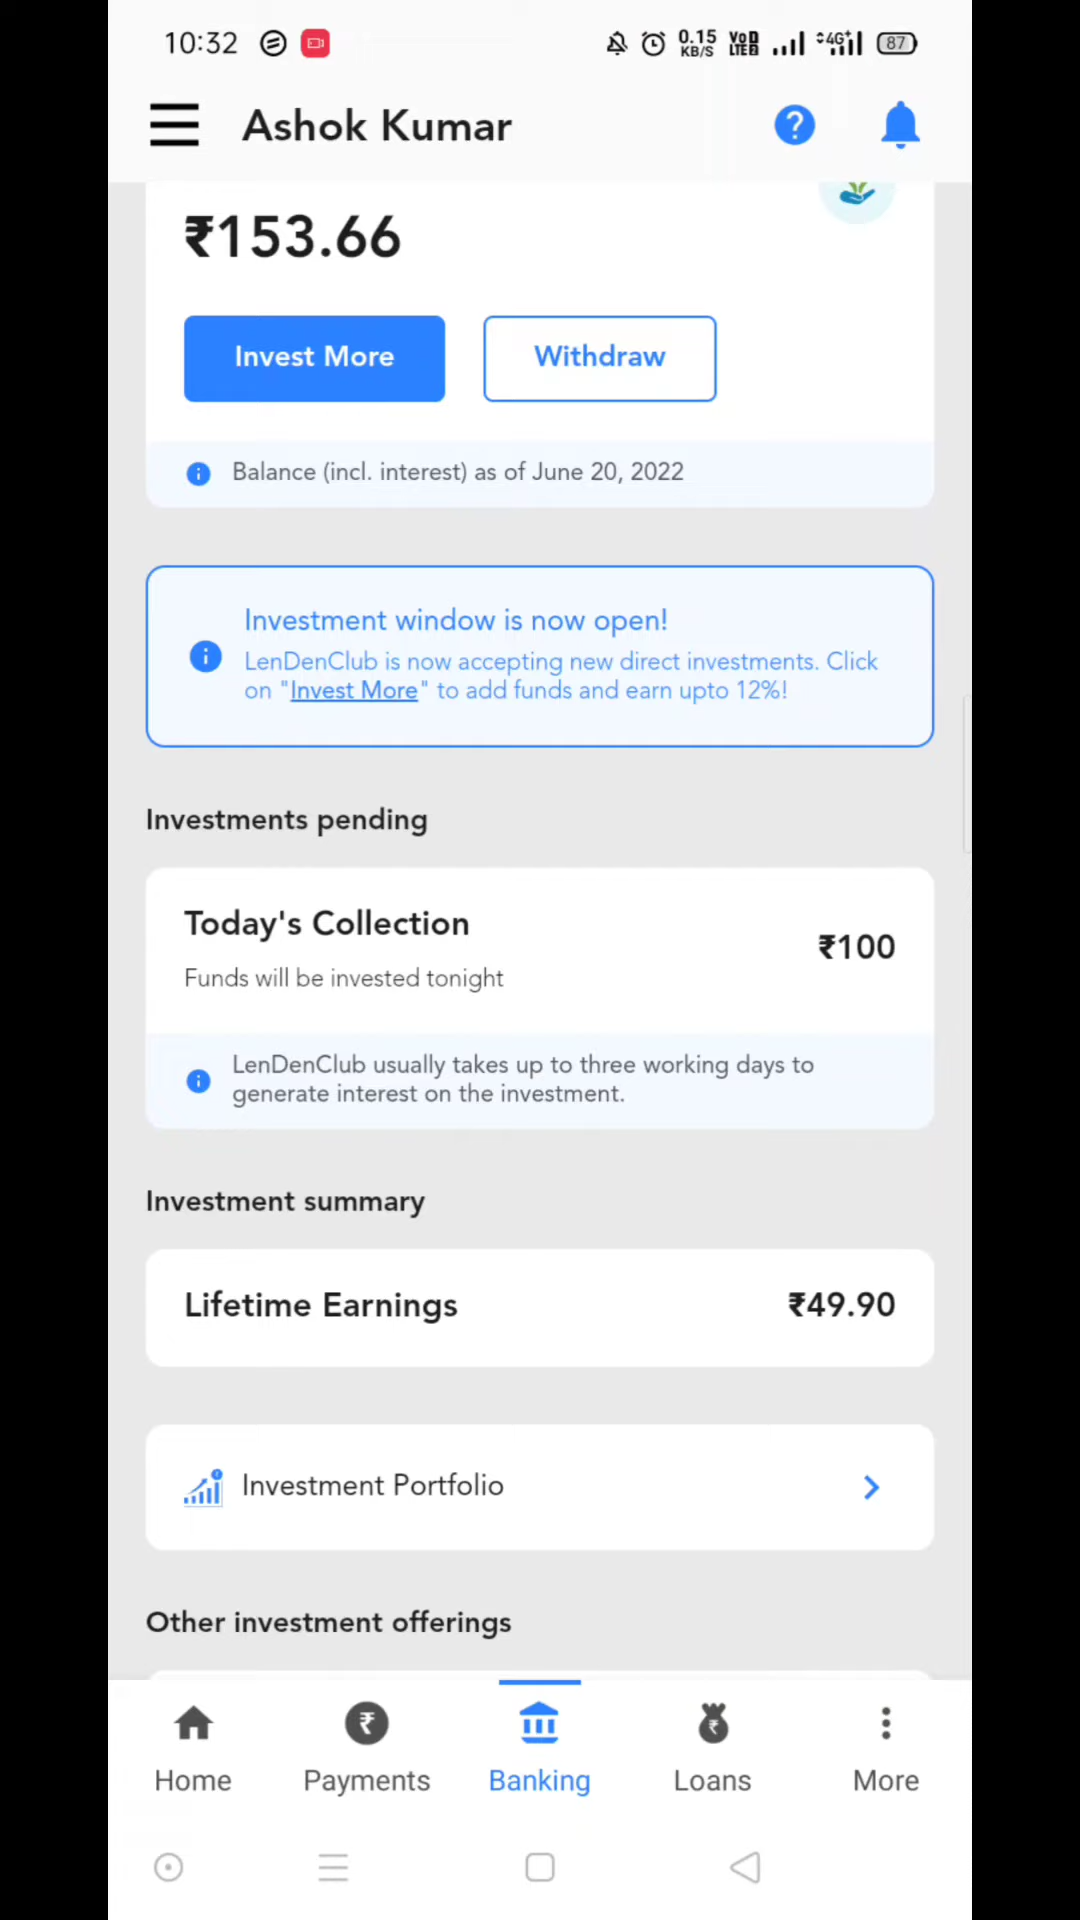 10:32
0.15 KB/S
VoD LTE2
4G+
87
Ashok Kumar
₹153.66
Invest More
Withdraw
Balance (incl. interest) as of June 20, 2022
Investment window is now open!
LenDenClub is now accepting new direct investments. Click
on "Invest More" to add funds and earn upto 12%!
Investments pending
Today's Collection
₹100
Funds will be invested tonight
LenDenClub usually takes up to three working days to
generate interest on the investment.
Investment summary
Lifetime Earnings
₹49.90
Investment Portfolio
Other investment offerings
Home
Payments
Banking
Loans
More